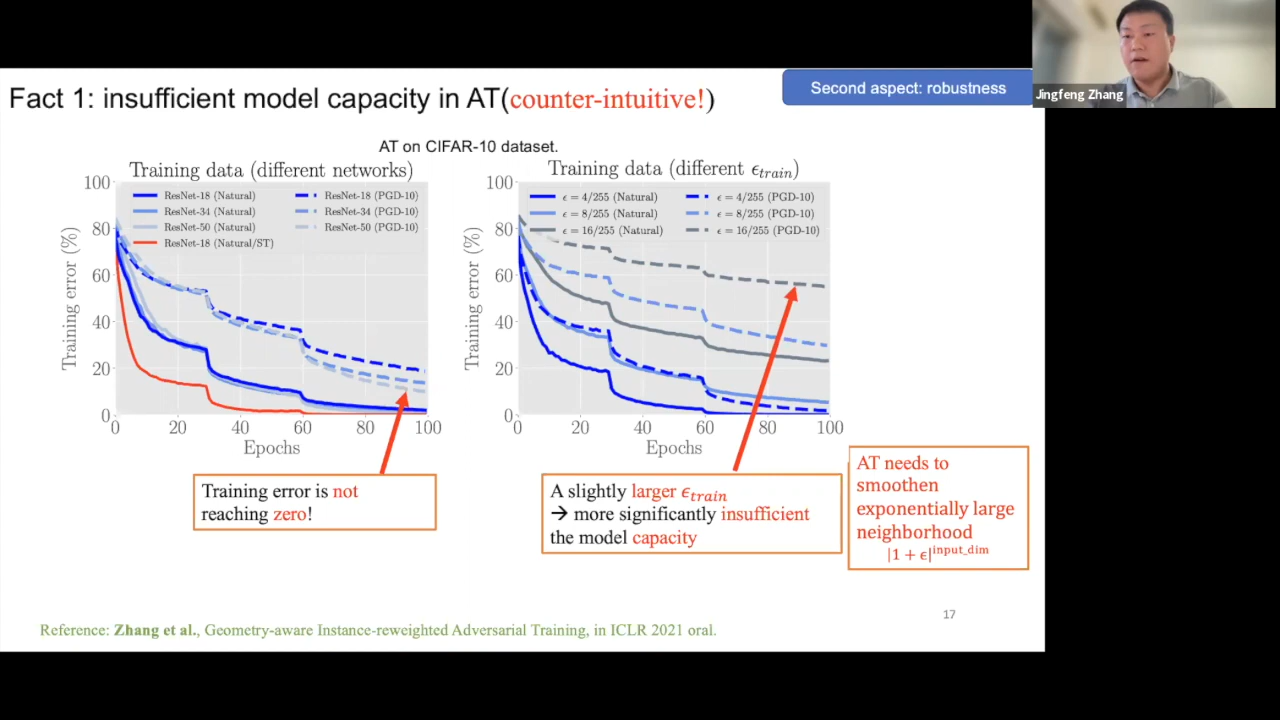 Jingfeng Zhang
Second aspect: robustness
Fact 1: insufficient model capacity in AT(counter-intuitive!)
AT on CIFAR-10 dataset.
Training data (different networks)
100
80
60
40
20
0
Training error (%)
ResNet-18 (Natural)
ResNet-34 (Natural)
ResNet-50 (Natural)
ResNet-18 (Natural/ST)
ResNet-18 (PGD-10)
ResNet-34 (PGD-10)
ResNet-50 (PGD-10)
0 20 40 60 80 100
Epochs
Training data (different ϵtrain)
100
80
60
40
20
0
Training error (%)
ϵ = 4/255 (Natural)
ϵ = 8/255 (Natural)
ϵ = 16/255 (Natural)
ϵ = 4/255 (PGD-10)
ϵ = 8/255 (PGD-10)
ϵ = 16/255 (PGD-10)
0 20 40 60 80 100
Epochs
Training error is not
reaching zero!
A slightly larger ϵtrain
→ more significantly insufficient
the model capacity
AT needs to
smoothen
exponentially large
neighborhood
|1 + ϵ|^input_dim
17
Reference: Zhang et al., Geometry-aware Instance-reweighted Adversarial Training, in ICLR 2021 oral.